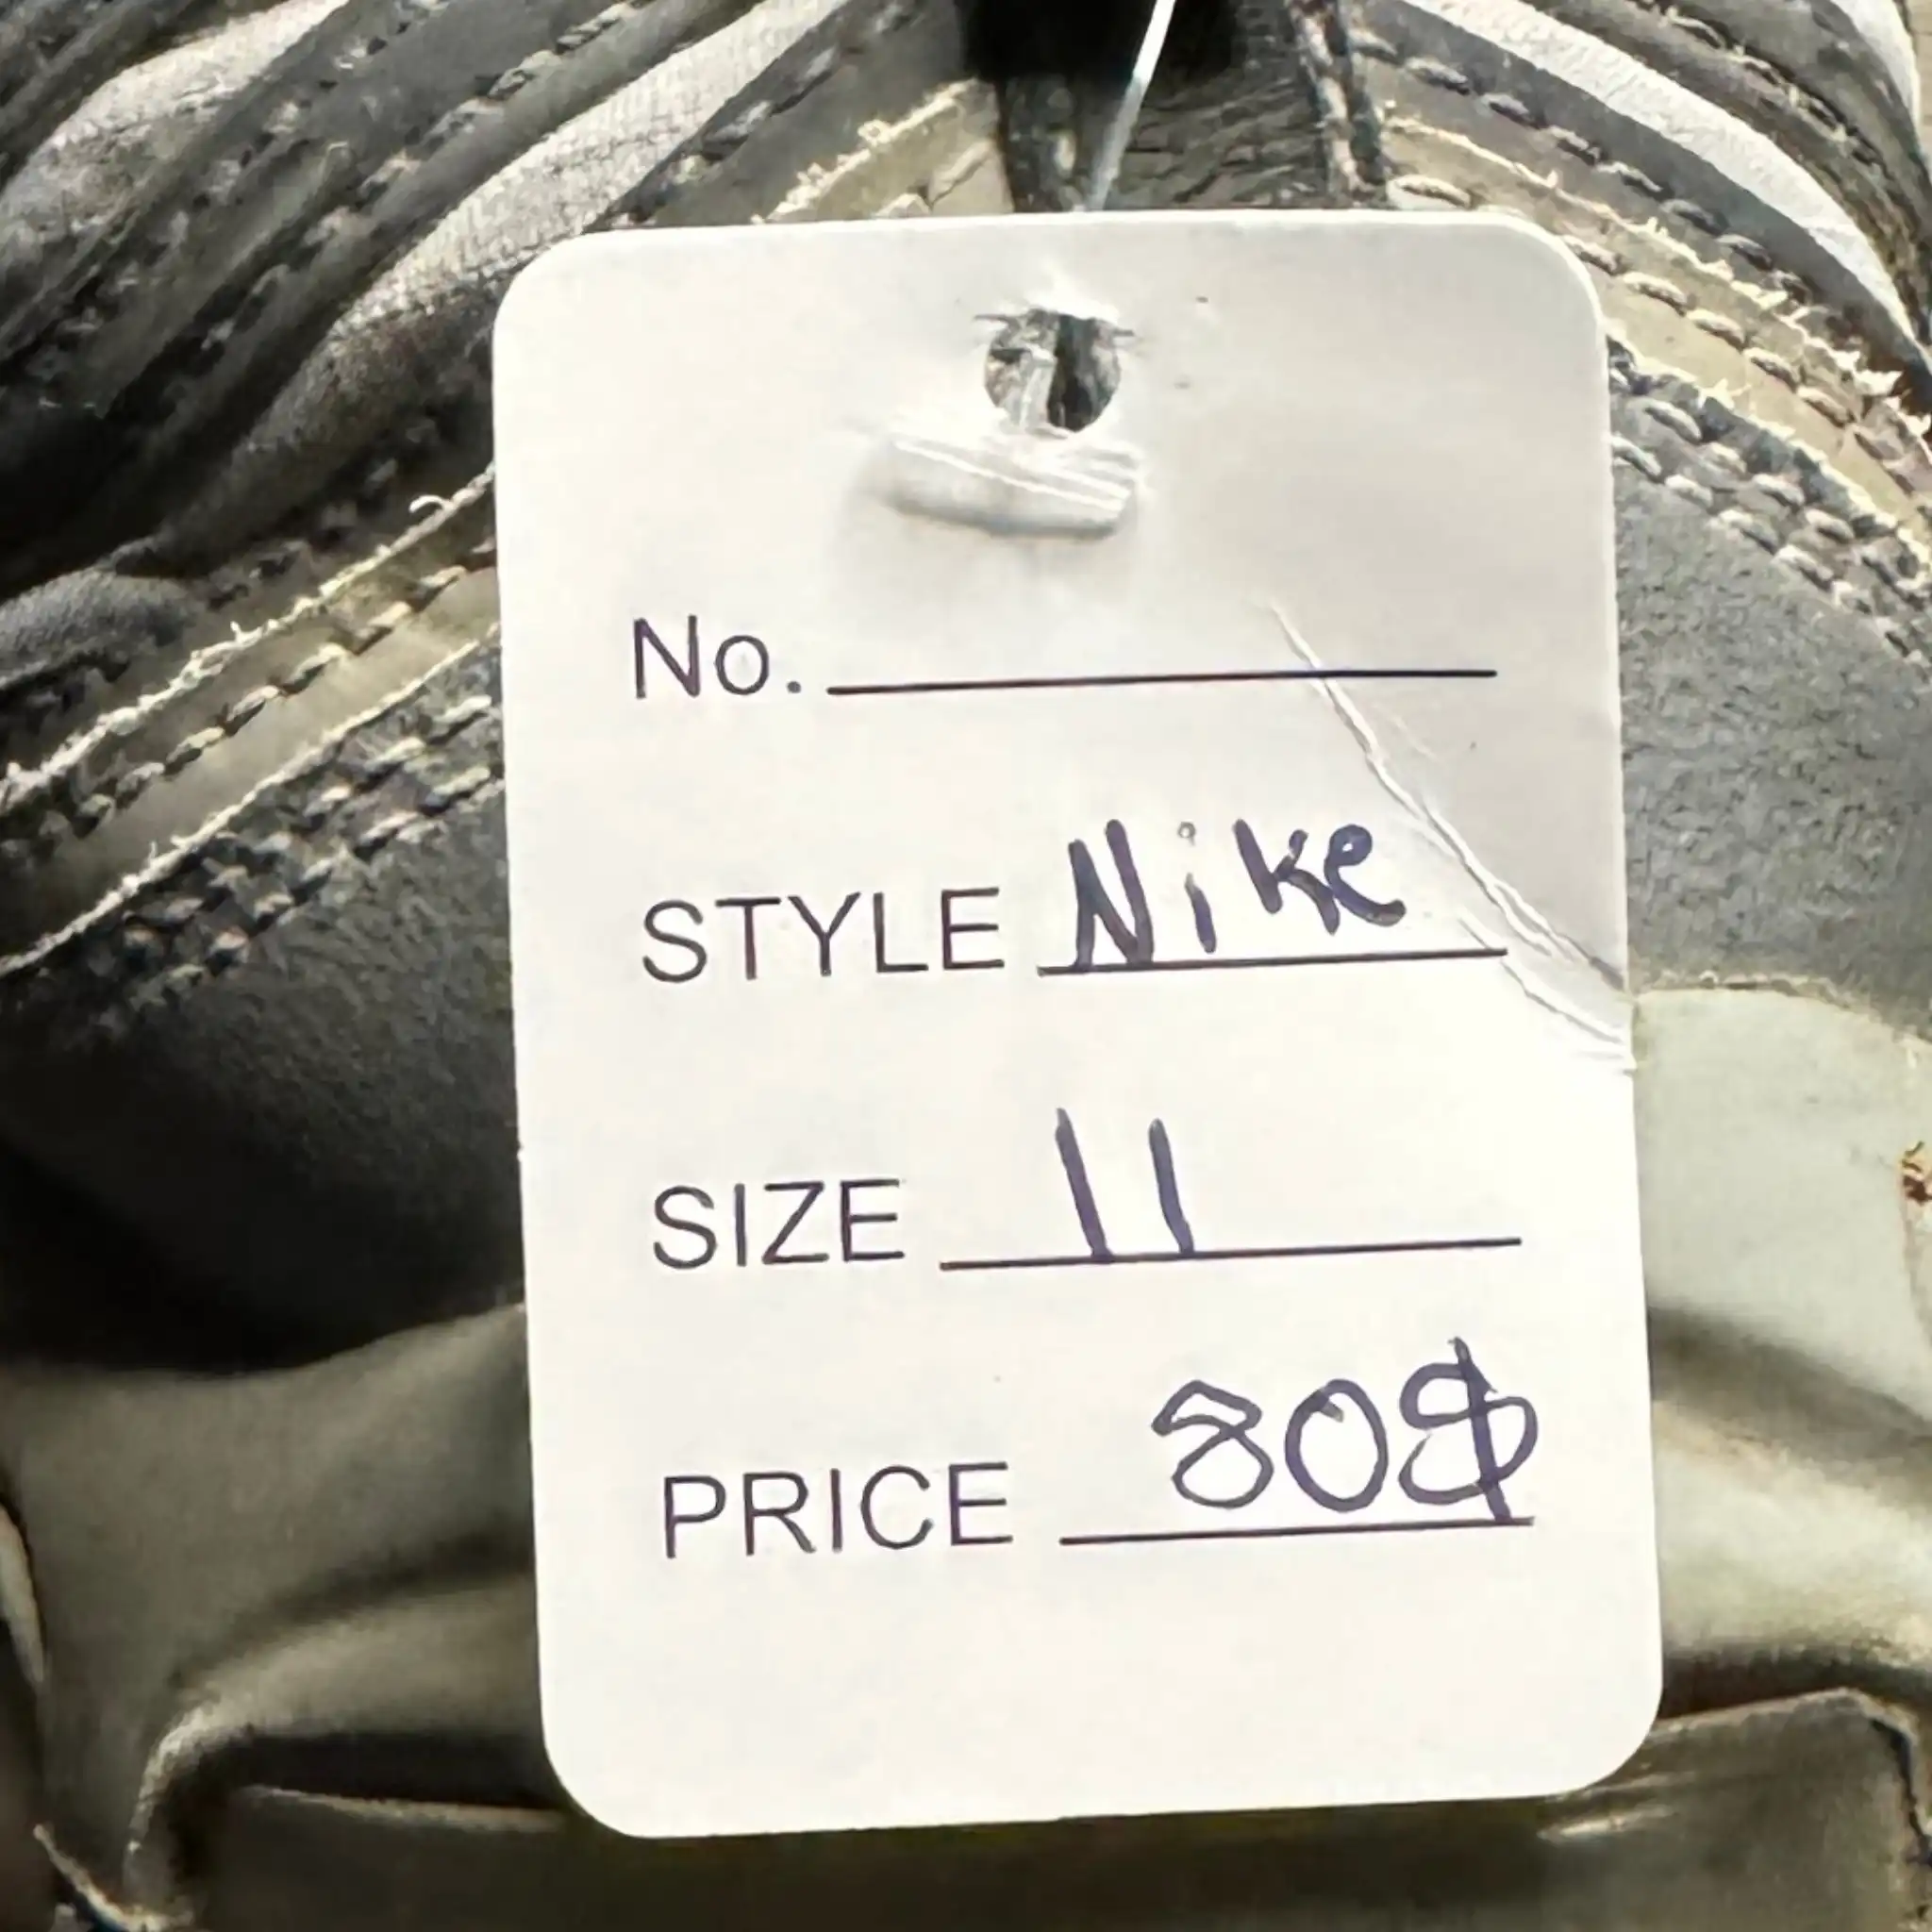 No.
STYLE Nike
SIZE 11
PRICE 80$